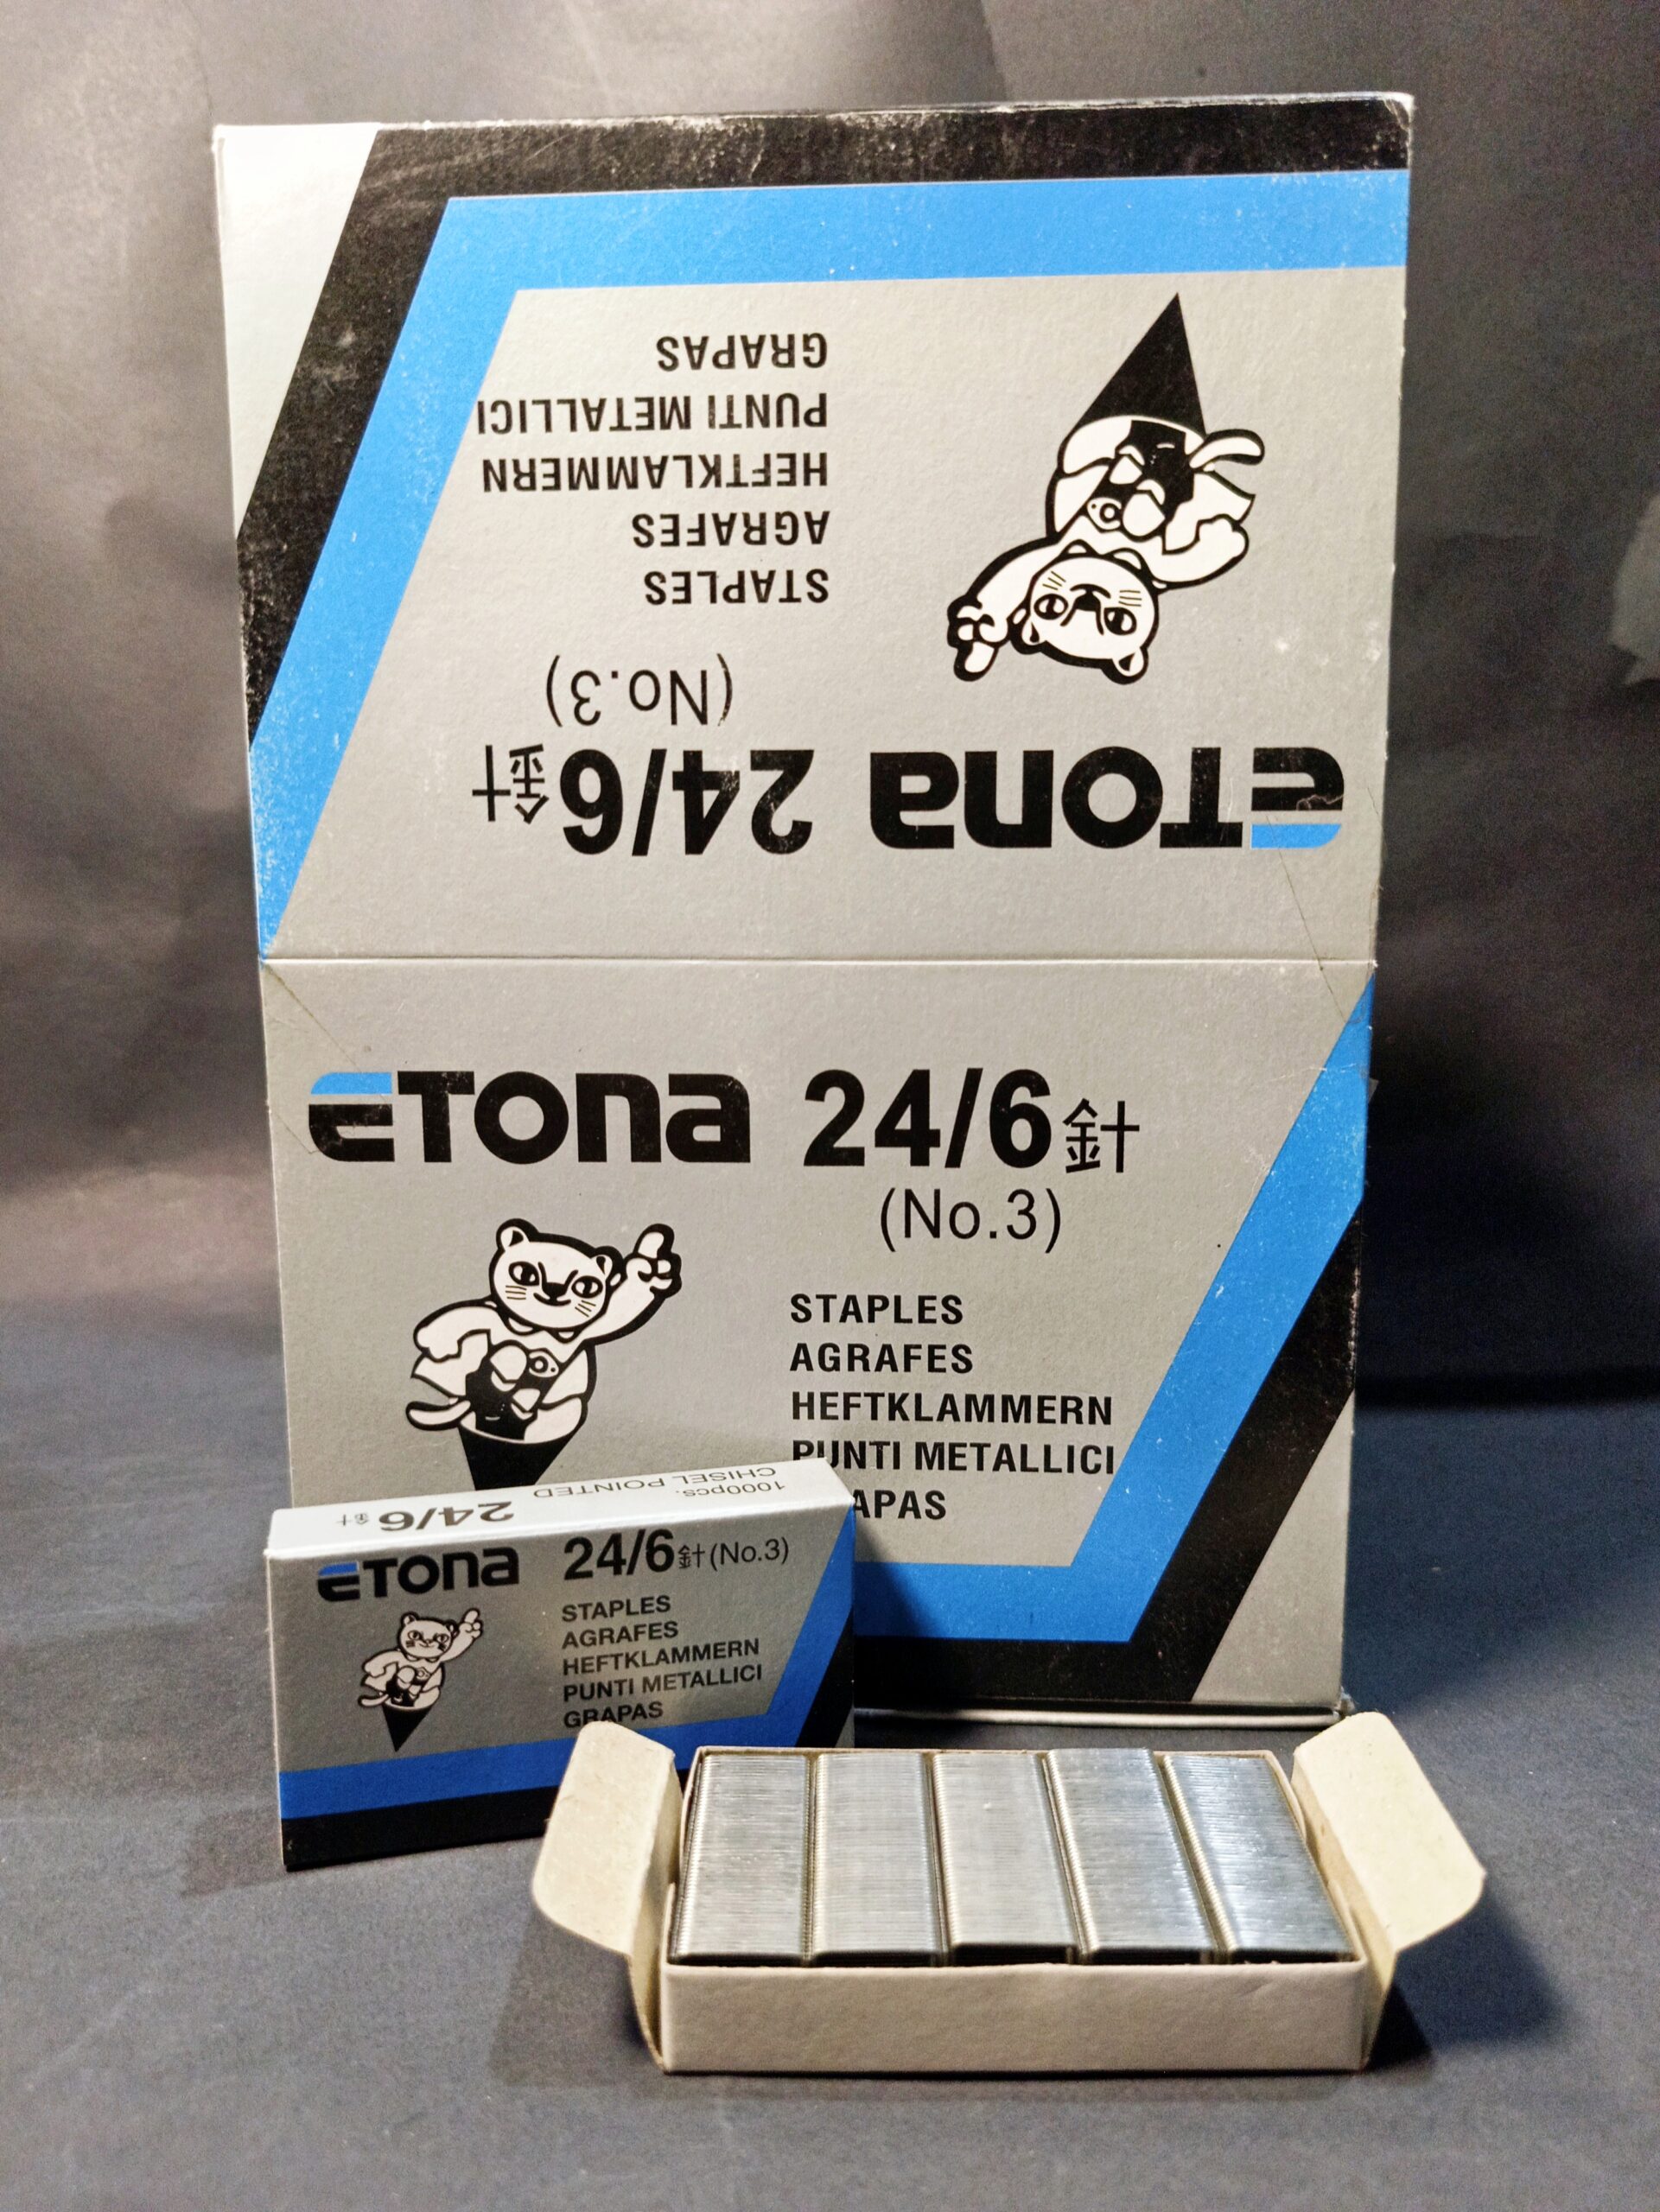 GRAPAS
PUNTI METALLICI
HEFTKLAMMERN
AGRAFES
STAPLES
(No.3)
ETONA 24/6針
ETONA 24/6針
(No.3)
STAPLES
AGRAFES
HEFTKLAMMERN
PUNTI METALLICI
APAS
1000pcs.
CHISEL POINTED
24/6針
ETONA 24/6針(No.3)
STAPLES
AGRAFES
HEFTKLAMMERN
PUNTI METALLICI
GRAPAS